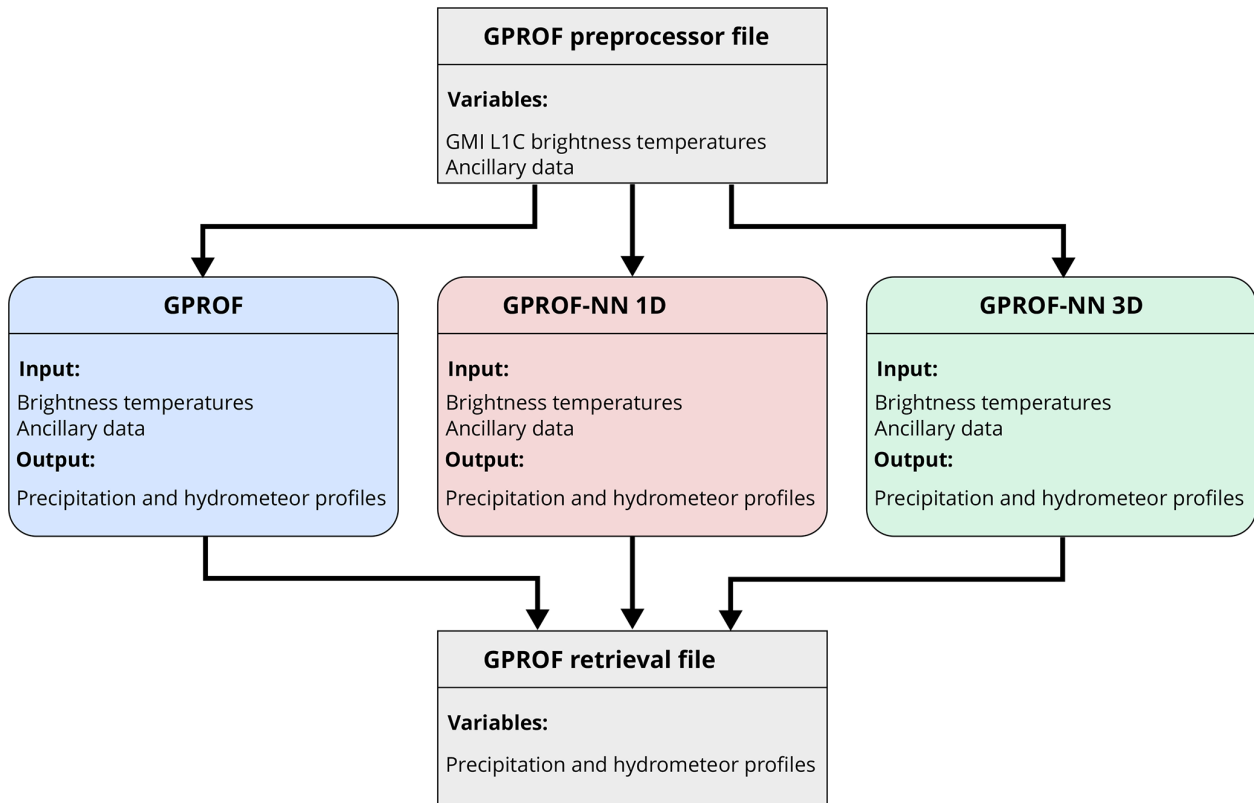 GPROF preprocessor file
Variables:
GMI L1C brightness temperatures
Ancillary data
GPROF
Input:
Brightness temperatures
Ancillary data
Output:
Precipitation and hydrometeor profiles
GPROF-NN 1D
Input:
Brightness temperatures
Ancillary data
Output:
Precipitation and hydrometeor profiles
GPROF-NN 3D
Input:
Brightness temperatures
Ancillary data
Output:
Precipitation and hydrometeor profiles
GPROF retrieval file
Variables:
Precipitation and hydrometeor profiles